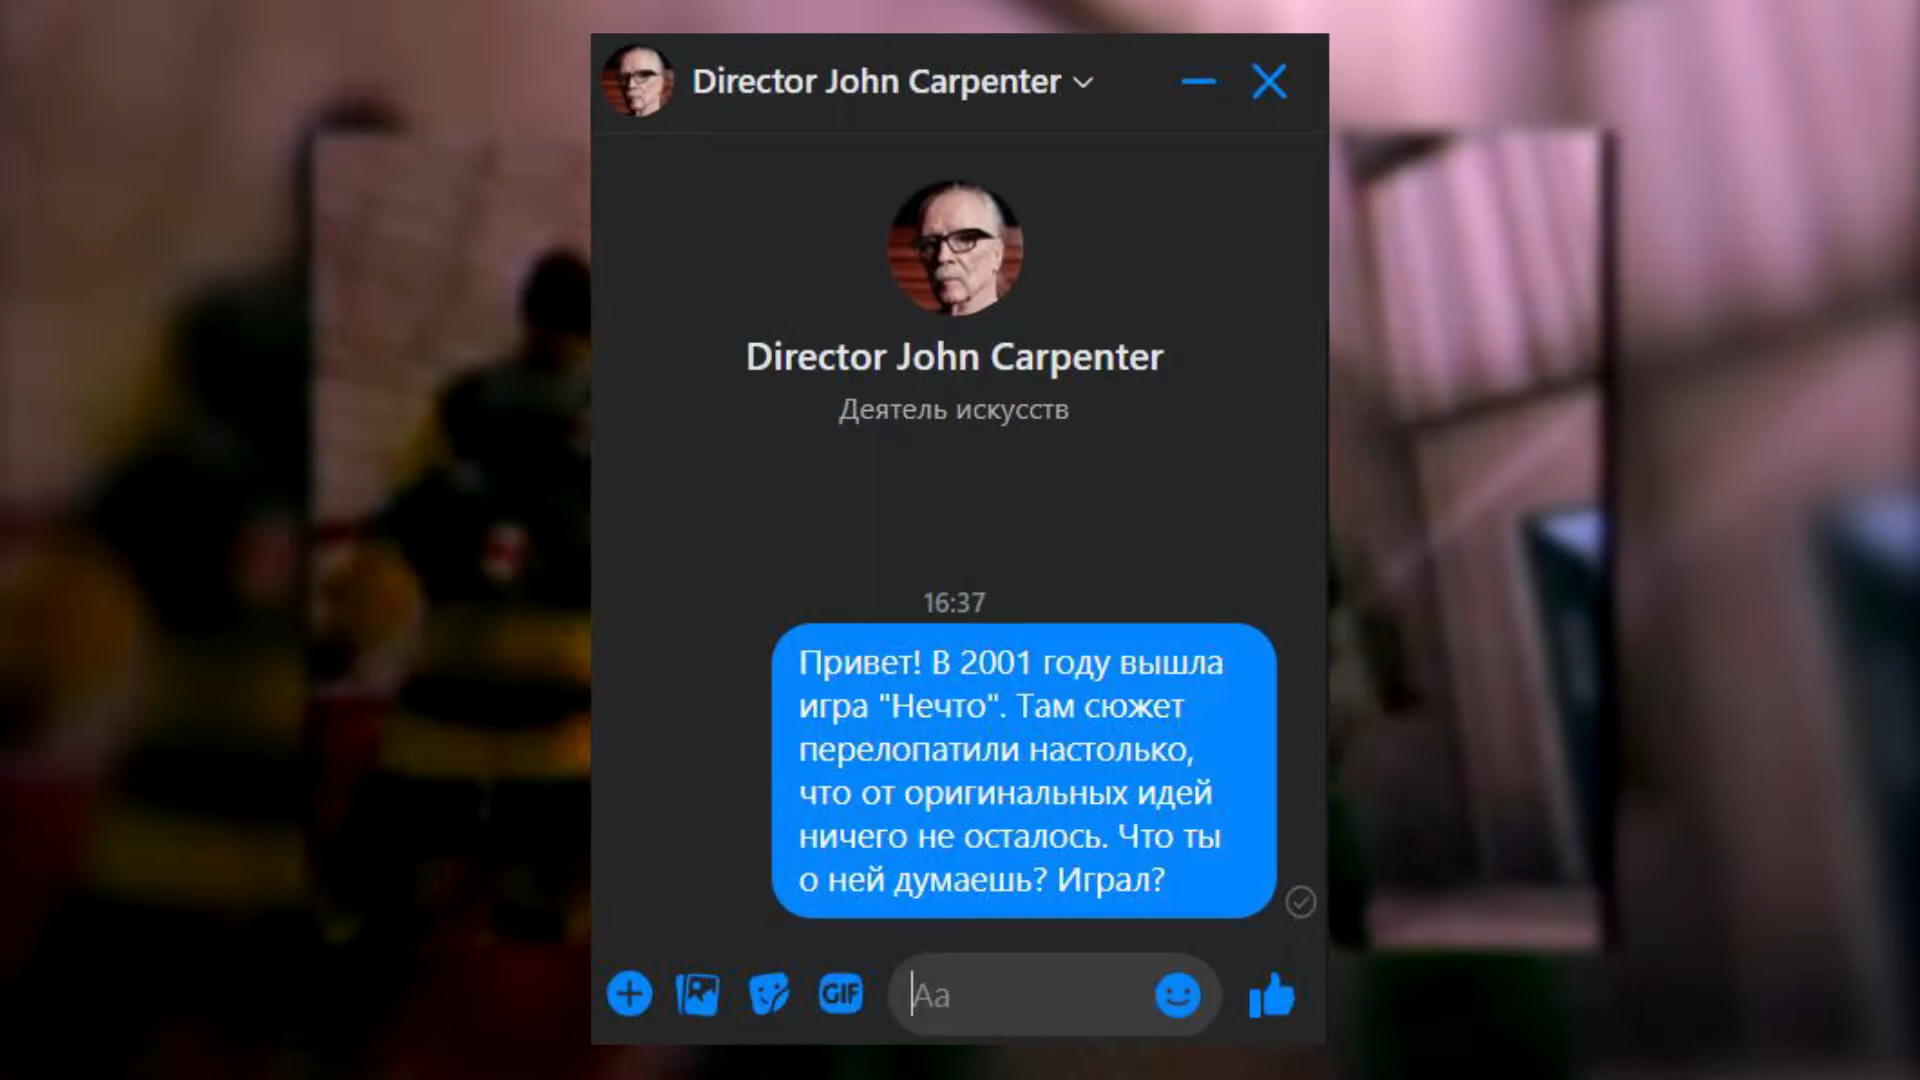 Director John Carpenter
Director John Carpenter
Деятель искусств
16:37
Привет! В 2001 году вышла
игра "Нечто". Там сюжет
перелопатили настолько,
что от оригинальных идей
ничего не осталось. Что ты
о ней думаешь? Играл?
GIF
Aa